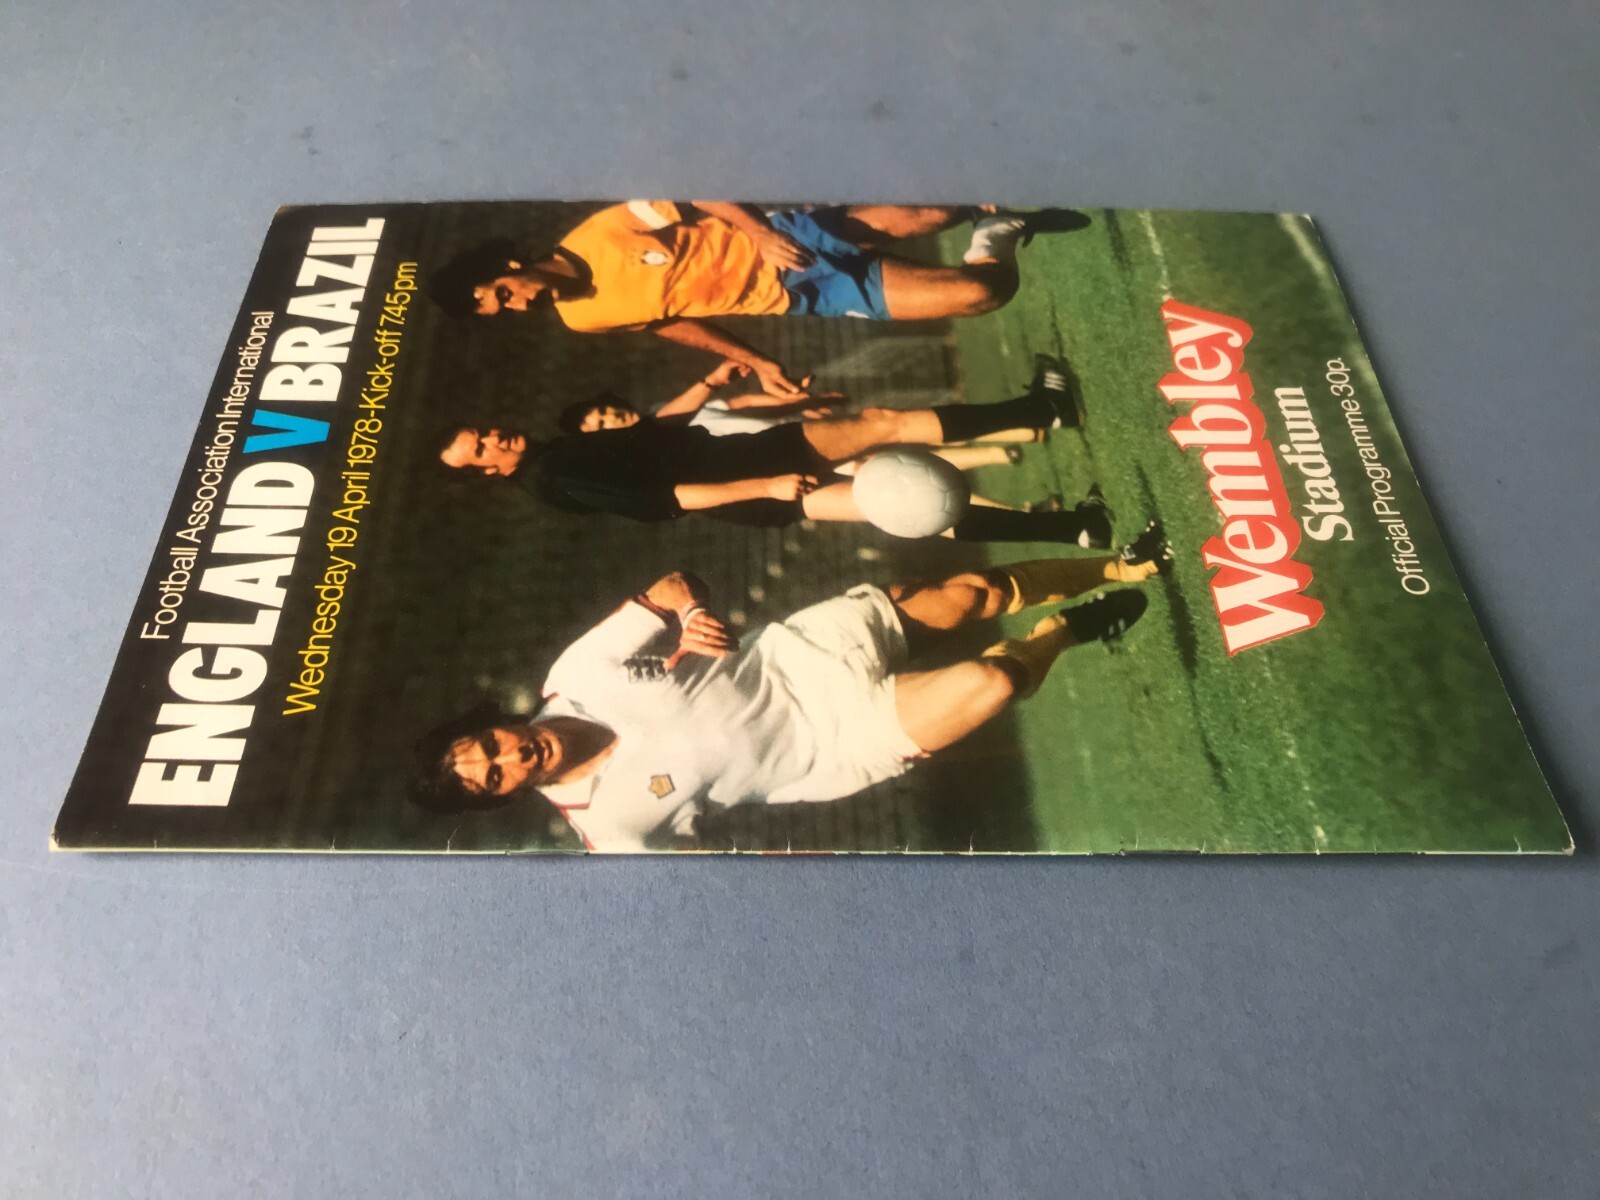 Football Association International
ENGLAND V BRAZIL
Wednesday 19 April 1978-Kick-off 7.45pm
Wembley
Stadium
Official Programme 30p.